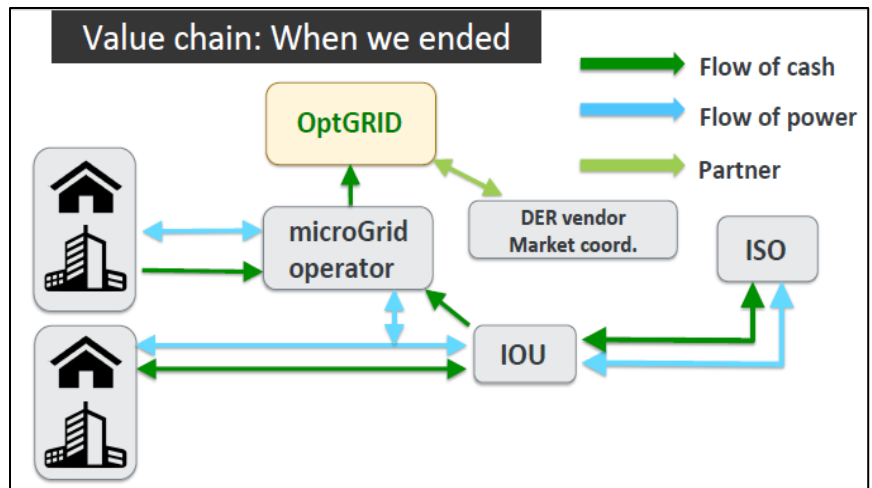 Value chain: When we ended
Flow of cash
Flow of power
Partner
OptGRID
microGrid
operator
DER vendor
Market coord.
ISO
IOU